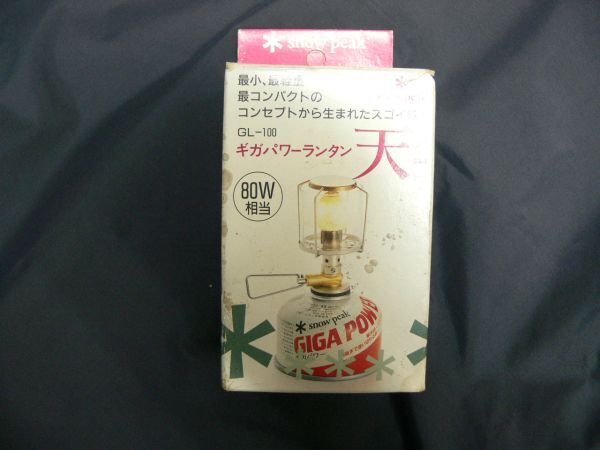 snow peak
最小、最軽量
最コンパクトの
コンセプトから生まれたスゴイ
GL-100
ギガパワーランタン 天
80W
相当
snow peak
GIGA POWER